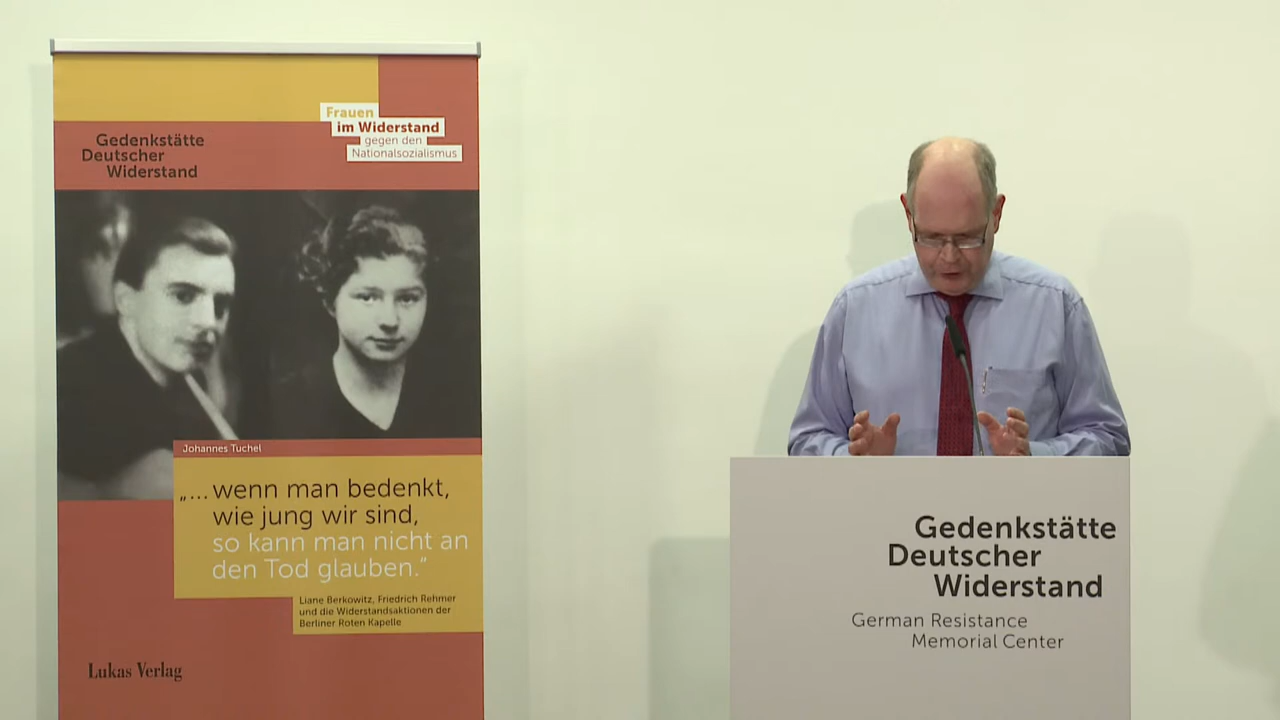 Frauen
im Widerstand
gegen den
Nationalsozialismus
Gedenkstätte
Deutscher
Widerstand
Johannes Tuchel
„... wenn man bedenkt,
wie jung wir sind,
so kann man nicht an
den Tod glauben.“
Liane Berkowitz, Friedrich Rehmer
und die Widerstandsaktionen der
Berliner Roten Kapelle
Lukas Verlag
Gedenkstätte
Deutscher
Widerstand
German Resistance
Memorial Center